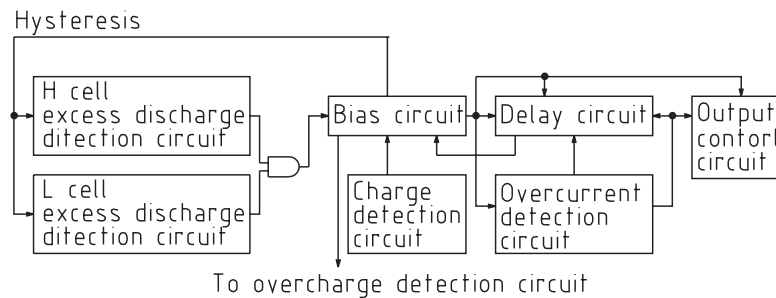 Hysteresis
H cell
excess discharge
ditection circuit
Bias circuit
Delay circuit
Output
contorl
circuit
L cell
excess discharge
ditection circuit
Charge
detection
circuit
Overcurrent
detection
circuit
To overcharge detection circuit